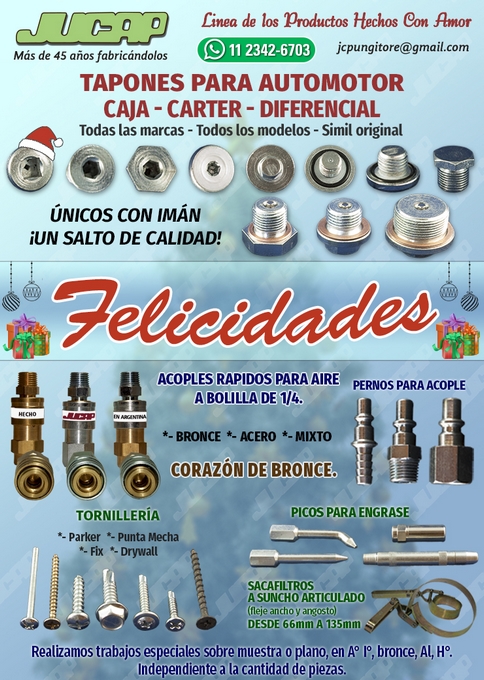 JUCAP
Más de 45 años fabricándolos
Linea de los Productos Hechos Con Amor
11 2342-6703
jcpungitore@gmail.com
TAPONES PARA AUTOMOTOR
CAJA - CARTER - DIFERENCIAL
Todas las marcas - Todos los modelos - Simil original
ÚNICOS CON IMÁN
¡UN SALTO DE CALIDAD!
Felicidades
HECHO
JUCAP
EN ARGENTINA
ACOPLES RAPIDOS PARA AIRE
A BOLILLA DE 1/4.
*- BRONCE *- ACERO *- MIXTO
CORAZÓN DE BRONCE.
PERNOS PARA ACOPLE
TORNILLERÍA
*- Parker *- Punta Mecha
*- Fix *- Drywall
PICOS PARA ENGRASE
SACAFILTROS
A SUNCHO ARTICULADO
(fleje ancho y angosto)
DESDE 66mm A 135mm
Realizamos trabajos especiales sobre muestra o plano, en A° I°, bronce, Al, H°.
Independiente a la cantidad de piezas.